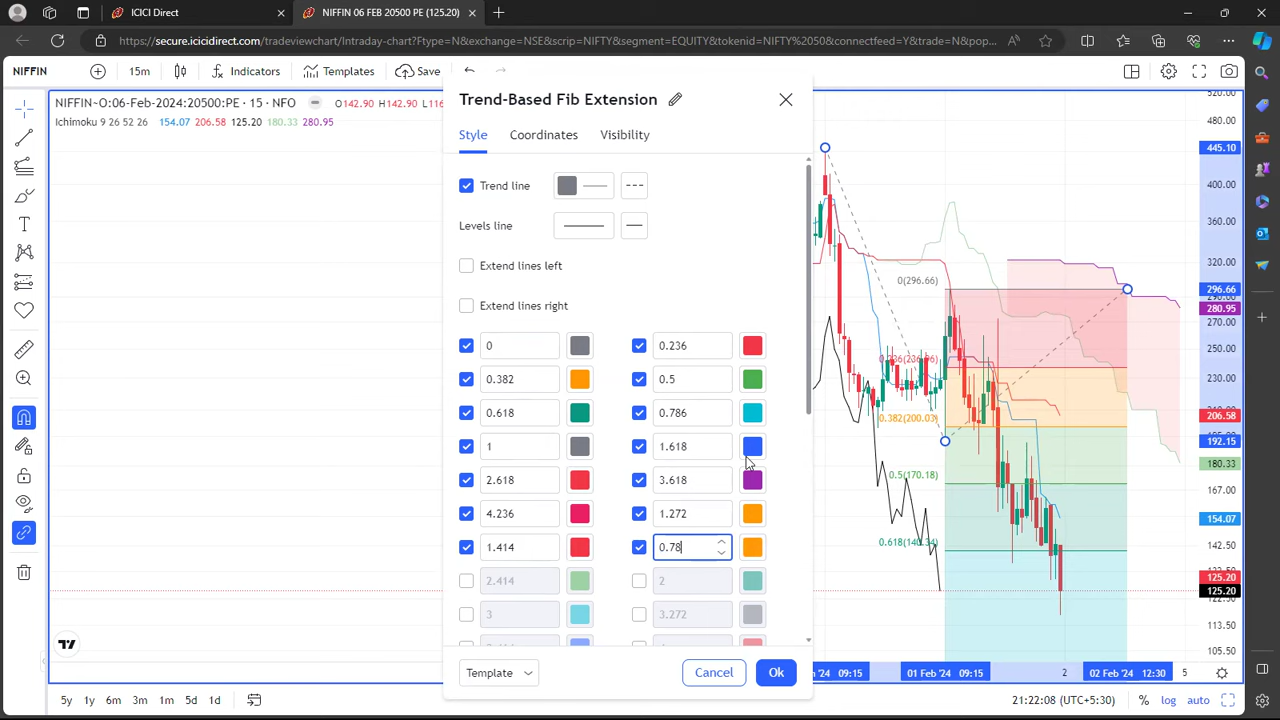 ICICI Direct
NIFFIN 06 FEB 20500 PE (125.20)
https://secure.icicidirect.com/tradeviewchart/Intraday-chart?Ftype=N&exchange=NSE&scrip=NIFTY&segment=EQUITY&tokenid=NIFTY%2050&connectfeed=Y&trade=N&pop...
NIFFIN
15m
Indicators
Templates
Save
NIFFIN~O:06-Feb-2024:20500:PE · 15 · NFO
O142.90 H142.90
Ichimoku 9 26 52 26 154.07 206.58 125.20 180.33 280.95
Trend-Based Fib Extension
Style Coordinates Visibility
Trend line
Levels line
Extend lines left
Extend lines right
0 0.236
0.382 0.5
0.618 0.786
1 1.618
2.618 3.618
4.236 1.272
1.414 0.78
2.414 2
3 3.272
Template
Cancel
Ok
0(296.66)
0.382(200.03)
0.5(170.18)
520.00
480.00
445.10
400.00
360.00
320.00
296.66
280.95
270.00
250.00
230.00
206.58
192.15
180.33
167.00
154.07
142.50
125.20
125.20
113.50
105.50
'24 09:15
01 Feb '24 09:15
2
02 Feb '24 12:30
5
5y 1y 6m 3m 1m 5d 1d
21:22:08 (UTC+5:30)
% log auto